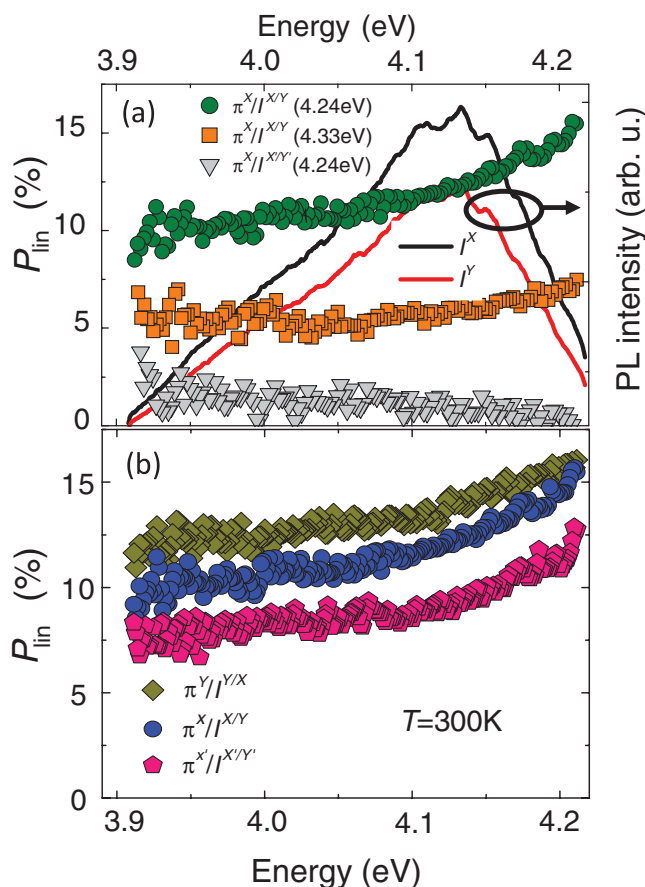 Energy (eV)
3.9 4.0 4.1 4.2
(a)
π^X/I^X/Y (4.24eV)
π^X/I^X/Y (4.33eV)
π^X/I^X/Y' (4.24eV)
15
10
5
0
P_lin (%)
I^X
I^Y
PL intensity (arb. u.)
(b)
15
10
5
0
P_lin (%)
π^Y/I^Y/X
π^x/I^X/Y
π^x'/I^X'/Y'
T=300K
3.9 4.0 4.1 4.2
Energy (eV)